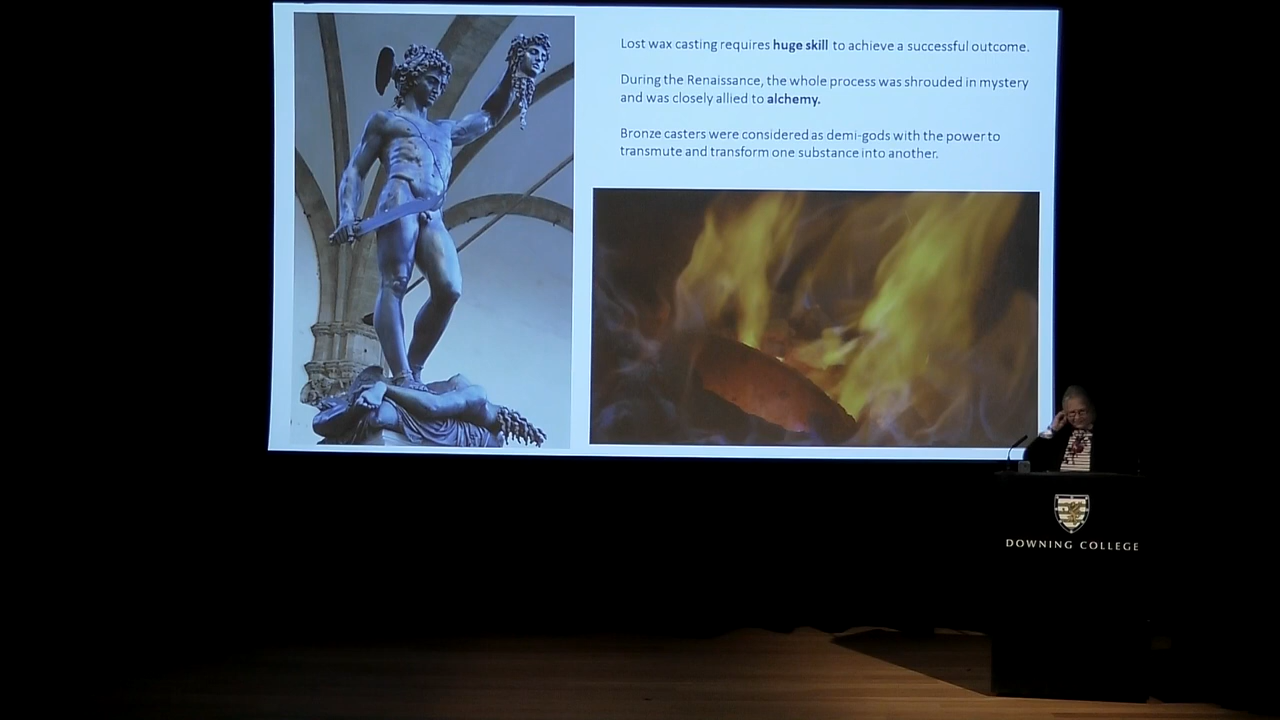 Lost wax casting requires huge skill to achieve a successful outcome.
During the Renaissance, the whole process was shrouded in mystery
and was closely allied to alchemy.
Bronze casters were considered as demi-gods with the power to
transmute and transform one substance into another.
DOWNING COLLEGE